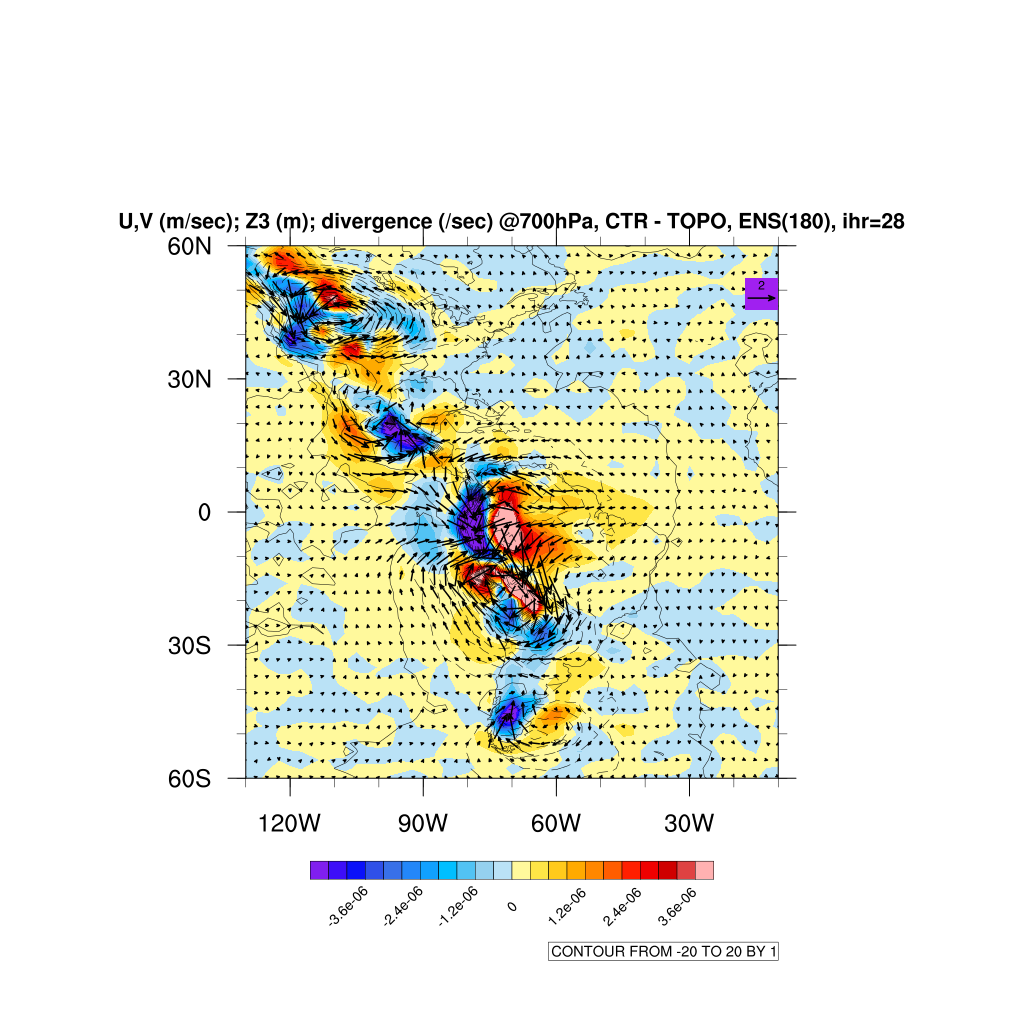 U,V (m/sec); Z3 (m); divergence (/sec) @700hPa, CTR - TOPO, ENS(180), ihr=28
60N
2
30N
0
30S
60S
120W 90W 60W 30W
-3.6e-06 -2.4e-06 -1.2e-06 0 1.2e-06 2.4e-06 3.6e-06
CONTOUR FROM -20 TO 20 BY 1